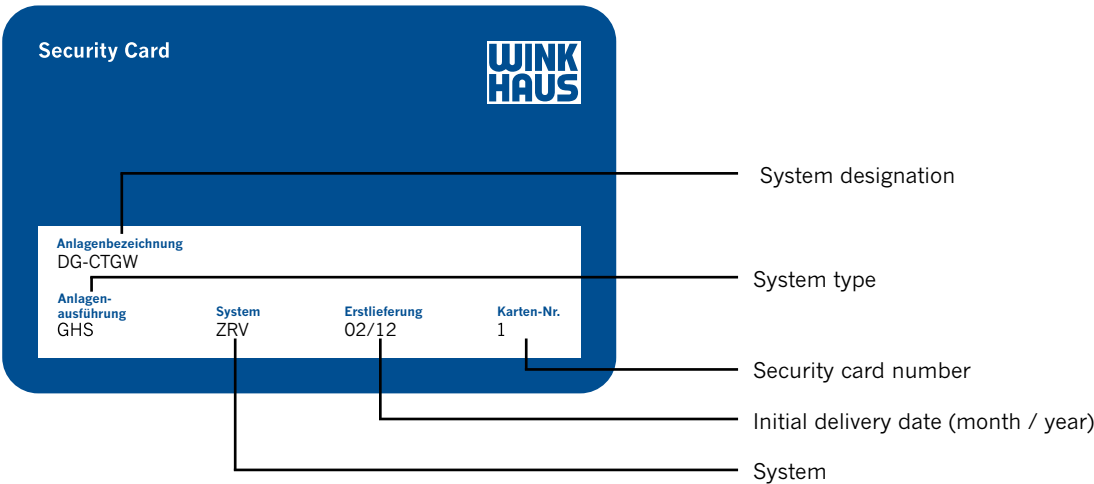 Security Card
WINK
HAUS
System designation
Anlagenbezeichnung
DG-CTGW
System type
Anlagen-
ausführung
GHS
System
ZRV
Erstlieferung
02/12
Karten-Nr.
1
Security card number
Initial delivery date (month / year)
System